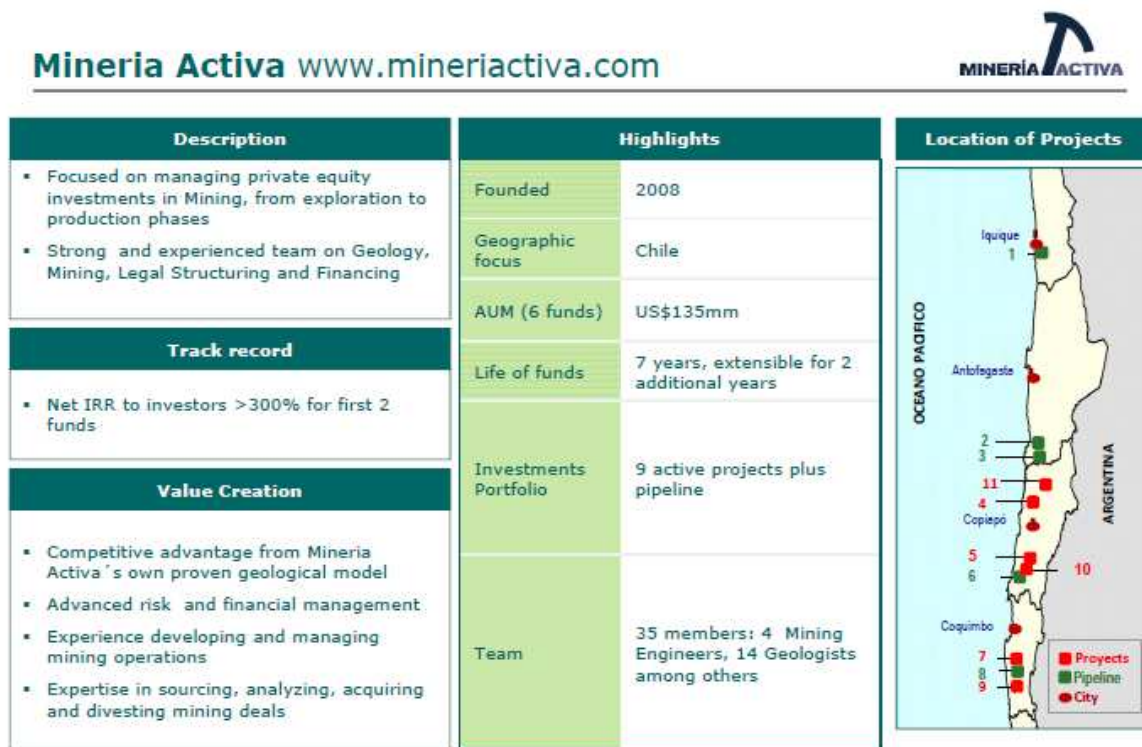 Mineria Activa www.mineriactiva.com
MINERÍA ACTIVA
Description
▪ Focused on managing private equity
investments in Mining, from exploration to
production phases
▪ Strong and experienced team on Geology,
Mining, Legal Structuring and Financing
Track record
▪ Net IRR to investors >300% for first 2
funds
Value Creation
▪ Competitive advantage from Mineria
Activa´s own proven geological model
▪ Advanced risk and financial management
▪ Experience developing and managing
mining operations
▪ Expertise in sourcing, analyzing, acquiring
and divesting mining deals
Highlights
Founded
2008
Geographic
focus
Chile
AUM (6 funds)
US$135mm
Life of funds
7 years, extensible for 2
additional years
Investments
Portfolio
9 active projects plus
pipeline
Team
35 members: 4 Mining
Engineers, 14 Geologists
among others
Location of Projects
Iquique
1
OCEANO PACIFICO
Antofagasta
2
3
ARGENTINA
11
4
Copiapó
5
10
6
Coquimbo
7
8
9
Proyects
Pipeline
City